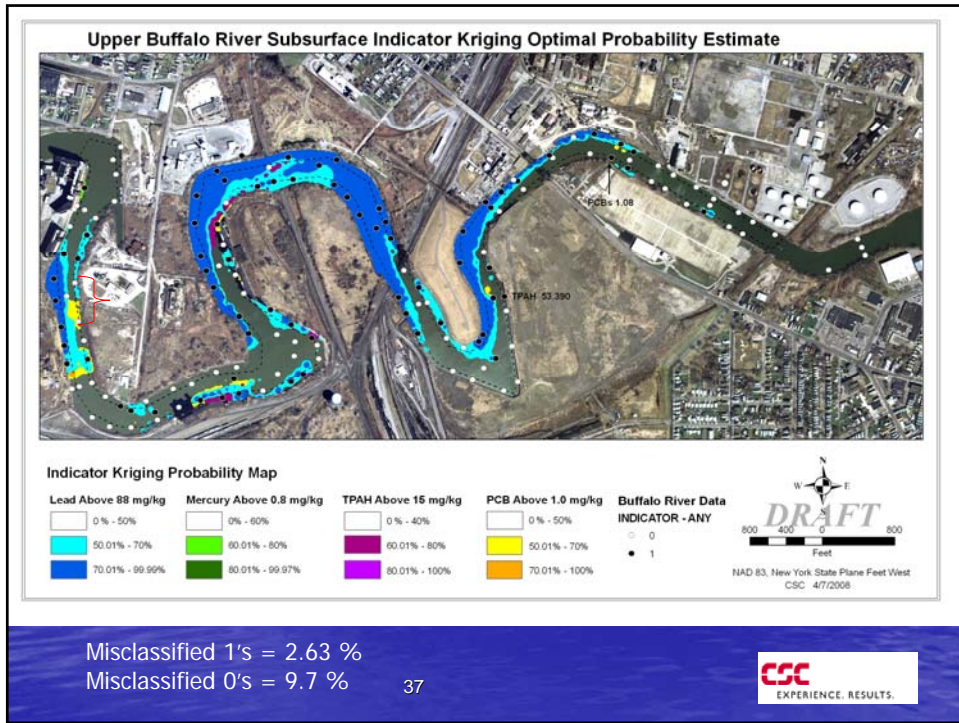 Upper Buffalo River Subsurface Indicator Kriging Optimal Probability Estimate
PCBs 1.08
TPAH 53.390
Indicator Kriging Probability Map
Lead Above 88 mg/kg
0 % - 50%
50.01% - 70%
70.01% - 99.99%
Mercury Above 0.8 mg/kg
0% - 60%
60.01% - 80%
80.01% - 99.97%
TPAH Above 15 mg/kg
0 % - 40%
60.01% - 80%
80.01% - 100%
PCB Above 1.0 mg/kg
0 % - 50%
50.01% - 70%
70.01% - 100%
Buffalo River Data
INDICATOR - ANY
0
1
N
W E
S
DRAFT
800 400 0 800
Feet
NAD 83, New York State Plane Feet West
CSC 4/7/2008
Misclassified 1's = 2.63 %
Misclassified 0's = 9.7 %
37
CSC
EXPERIENCE. RESULTS.